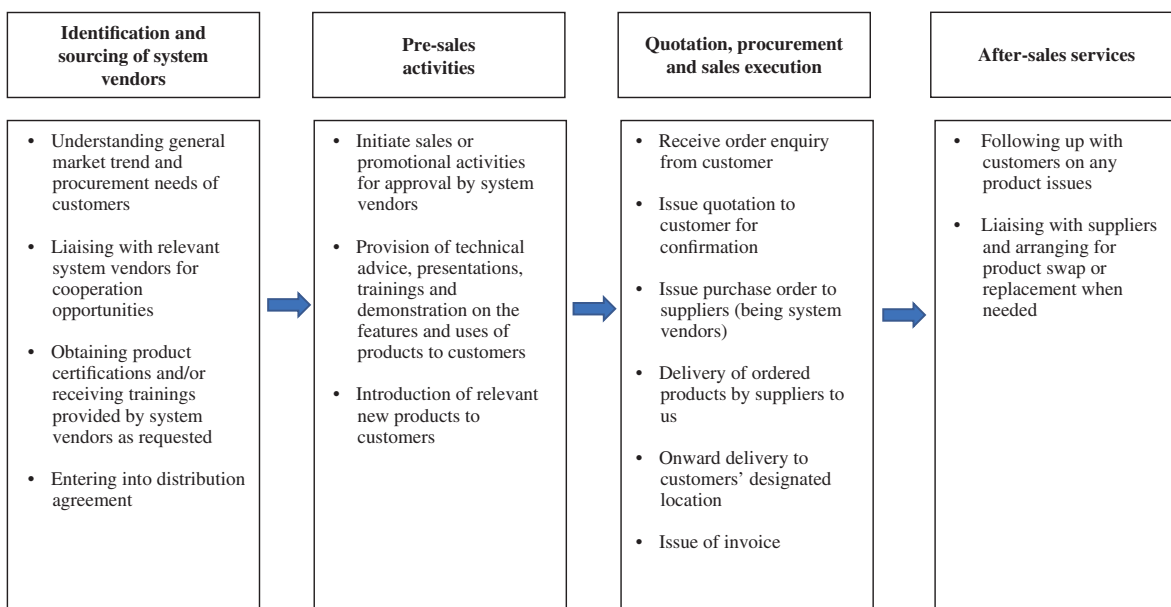 Identification and
sourcing of system
vendors
• Understanding general
market trend and
procurement needs of
customers
• Liaising with relevant
system vendors for
cooperation
opportunities
• Obtaining product
certifications and/or
receiving trainings
provided by system
vendors as requested
• Entering into distribution
agreement
Pre-sales
activities
• Initiate sales or
promotional activities
for approval by system
vendors
• Provision of technical
advice, presentations,
trainings and
demonstration on the
features and uses of
products to customers
• Introduction of relevant
new products to
customers
Quotation, procurement
and sales execution
• Receive order enquiry
from customer
• Issue quotation to
customer for
confirmation
• Issue purchase order to
suppliers (being system
vendors)
• Delivery of ordered
products by suppliers to
us
• Onward delivery to
customers’ designated
location
• Issue of invoice
After-sales services
• Following up with
customers on any
product issues
• Liaising with suppliers
and arranging for
product swap or
replacement when
needed